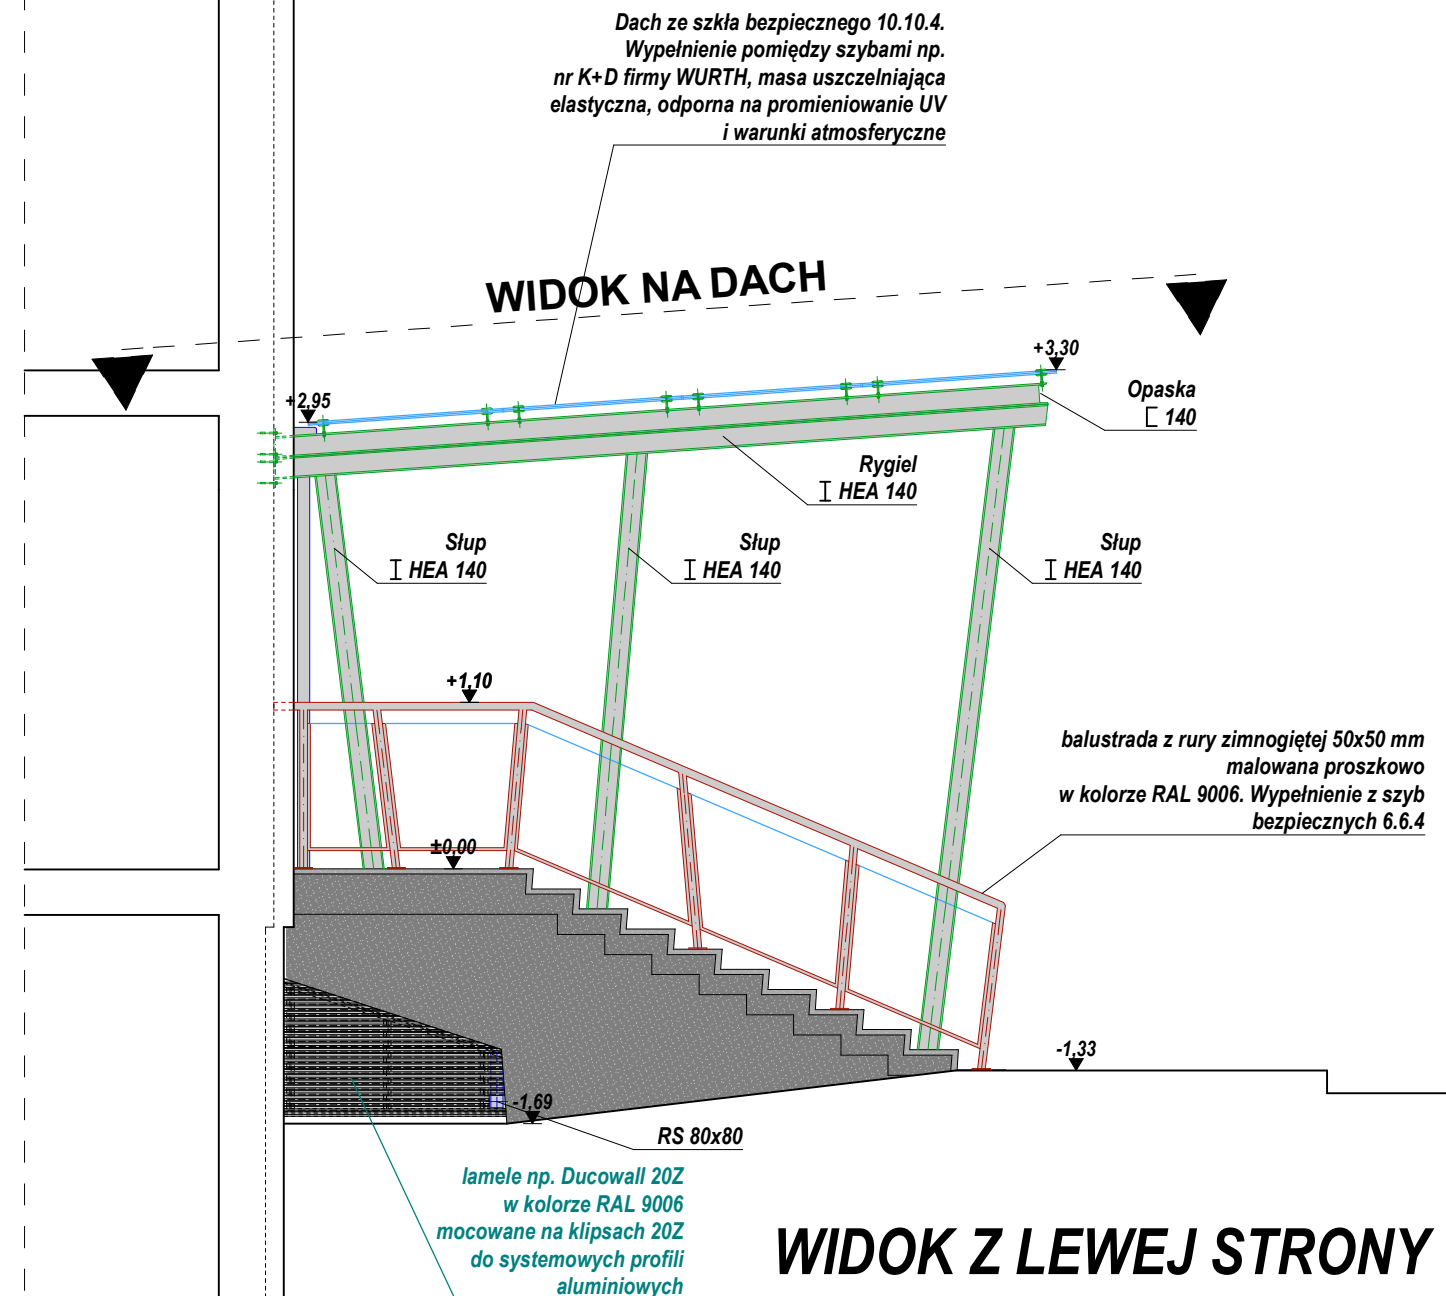 Dach ze szkła bezpiecznego 10.10.4.
Wypełnienie pomiędzy szybami np.
nr K+D firmy WURTH, masa uszczelniająca
elastyczna, odporna na promieniowanie UV
i warunki atmosferyczne
WIDOK NA DACH
+3,30
+2,95
Opaska
140
Rygiel
HEA 140
Słup
HEA 140
Słup
HEA 140
Słup
HEA 140
+1,10
balustrada z rury zimnogiętej 50x50 mm
malowana proszkowo
w kolorze RAL 9006. Wypełnienie z szyb
bezpiecznych 6.6.4
±0,00
-1,33
-1,69
RS 80x80
lamele np. Ducowall 20Z
w kolorze RAL 9006
mocowane na klipsach 20Z
do systemowych profili
aluminiowych
WIDOK Z LEWEJ STRONY